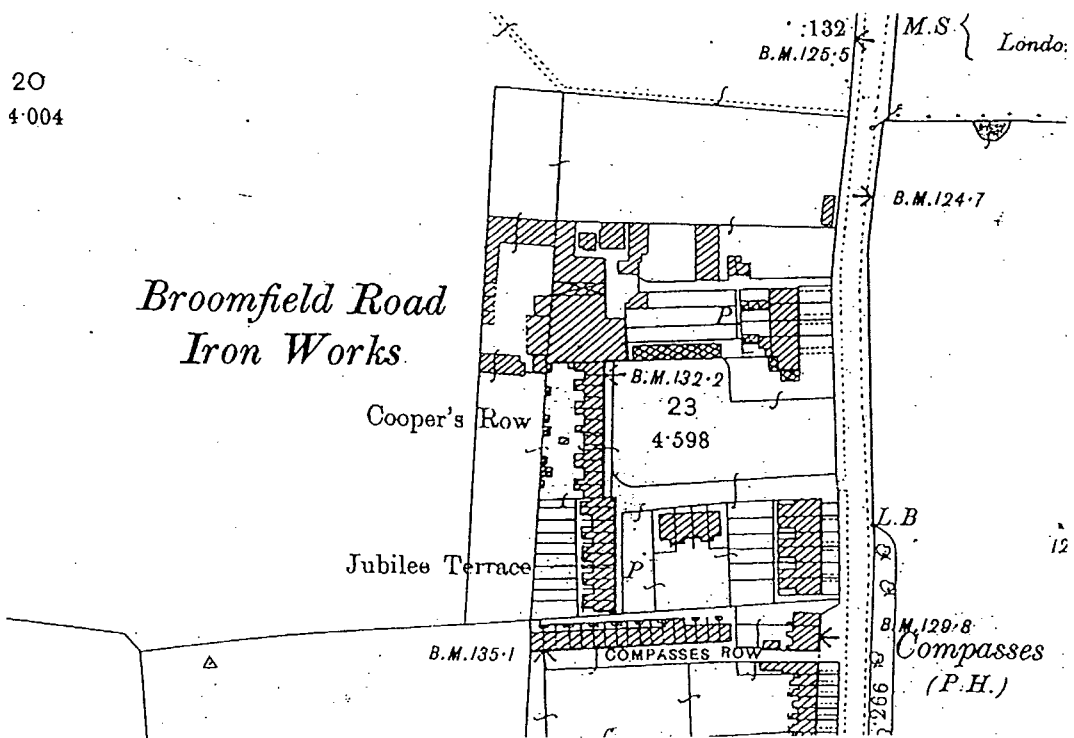 :132
M.S
Londo
B.M.125·5
20
4·004
B.M.124·7
Broomfield Road
Iron Works
P
B.M.132·2
23
4·598
Cooper's Row
L.B
12
Jubilee Terrace
P
B.M.129·8
B.M.135·1
COMPASSES ROW
Compasses
(P.H.)
·266